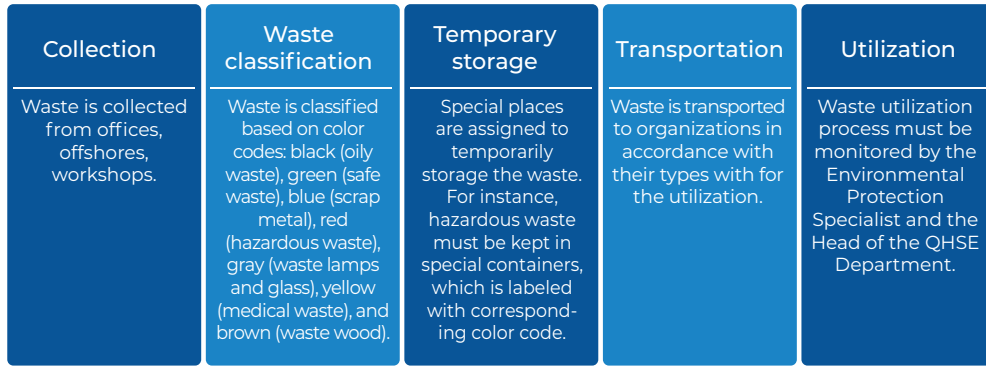 Collection
Waste is collected
from offices,
offshores,
workshops.
Waste
classification
Waste is classified
based on color
codes: black (oily
waste), green (safe
waste), blue (scrap
metal), red
(hazardous waste),
gray (waste lamps
and glass), yellow
(medical waste), and
brown (waste wood).
Temporary
storage
Special places
are assigned to
temporarily
storage the waste.
For instance,
hazardous waste
must be kept in
special containers,
which is labeled
with correspond-
ing color code.
Transportation
Waste is transported
to organizations in
accordance with
their types with for
the utilization.
Utilization
Waste utilization
process must be
monitored by the
Environmental
Protection
Specialist and the
Head of the QHSE
Department.